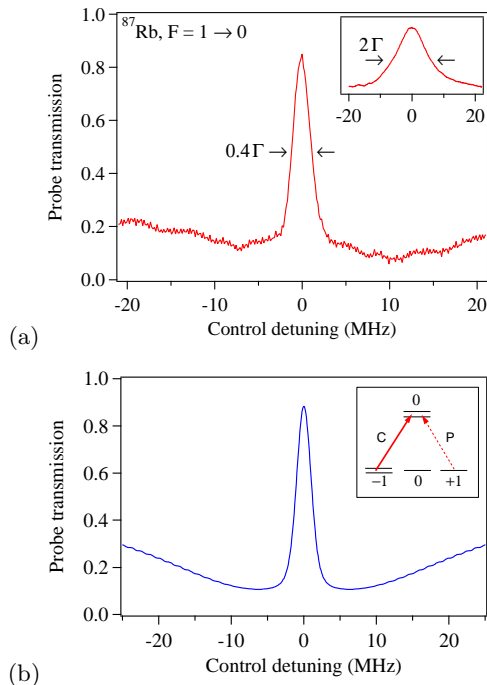 (a)
⁸⁷Rb, F = 1 → 0
2Γ
-20 0 20
0.4Γ
1.0
0.8
0.6
0.4
0.2
0.0
Probe transmission
-20 -10 0 10 20
Control detuning (MHz)
(b)
0
C P
−1 0 +1
1.0
0.8
0.6
0.4
0.2
0.0
Probe transmission
-20 -10 0 10 20
Control detuning (MHz)